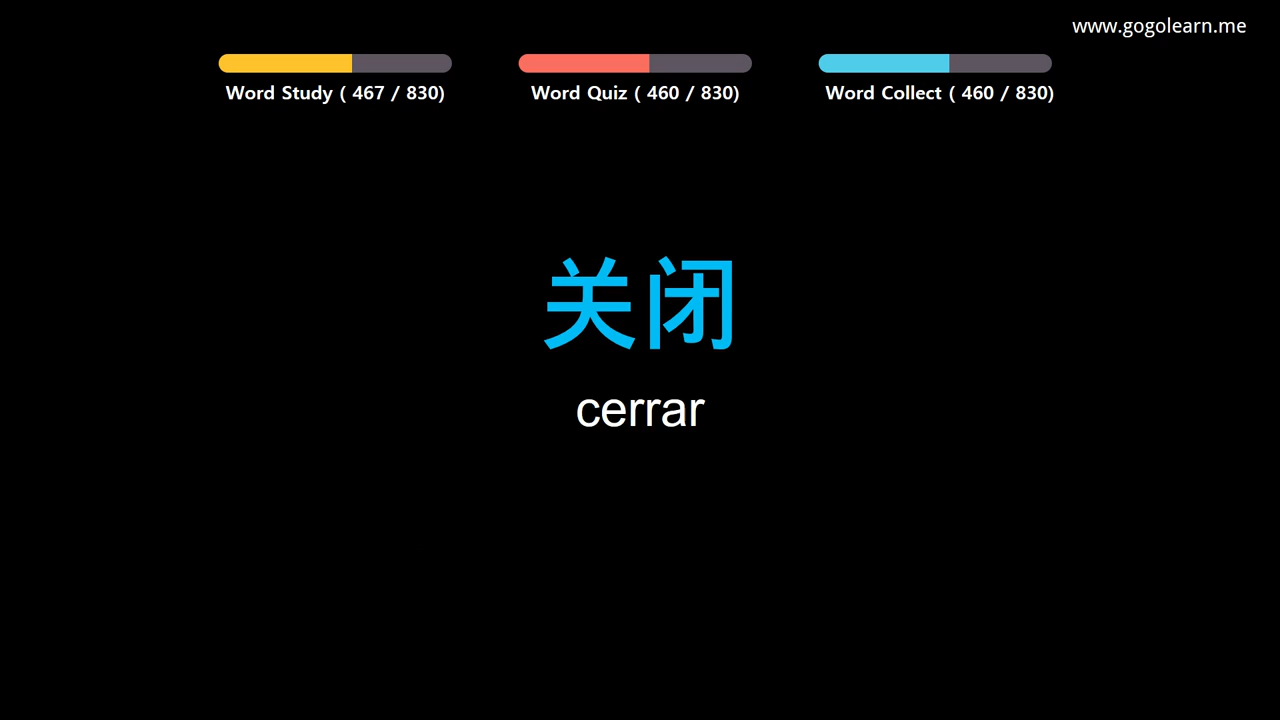 www.gogolearn.me
Word Study ( 467 / 830)
Word Quiz ( 460 / 830)
Word Collect ( 460 / 830)
关闭
cerrar